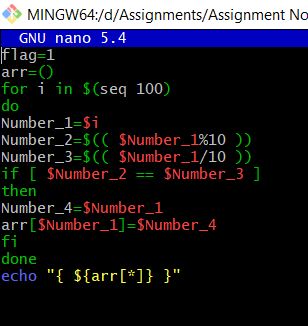 MINGW64:/d/Assignments/Assignment No
GNU nano 5.4
flag=1
arr=()
for i in $(seq 100)
do
Number_1=$i
Number_2=$(( $Number_1%10 ))
Number_3=$(( $Number_1/10 ))
if [ $Number_2 == $Number_3 ]
then
Number_4=$Number_1
arr[$Number_1]=$Number_4
fi
done
echo "{ ${arr[*]} }"